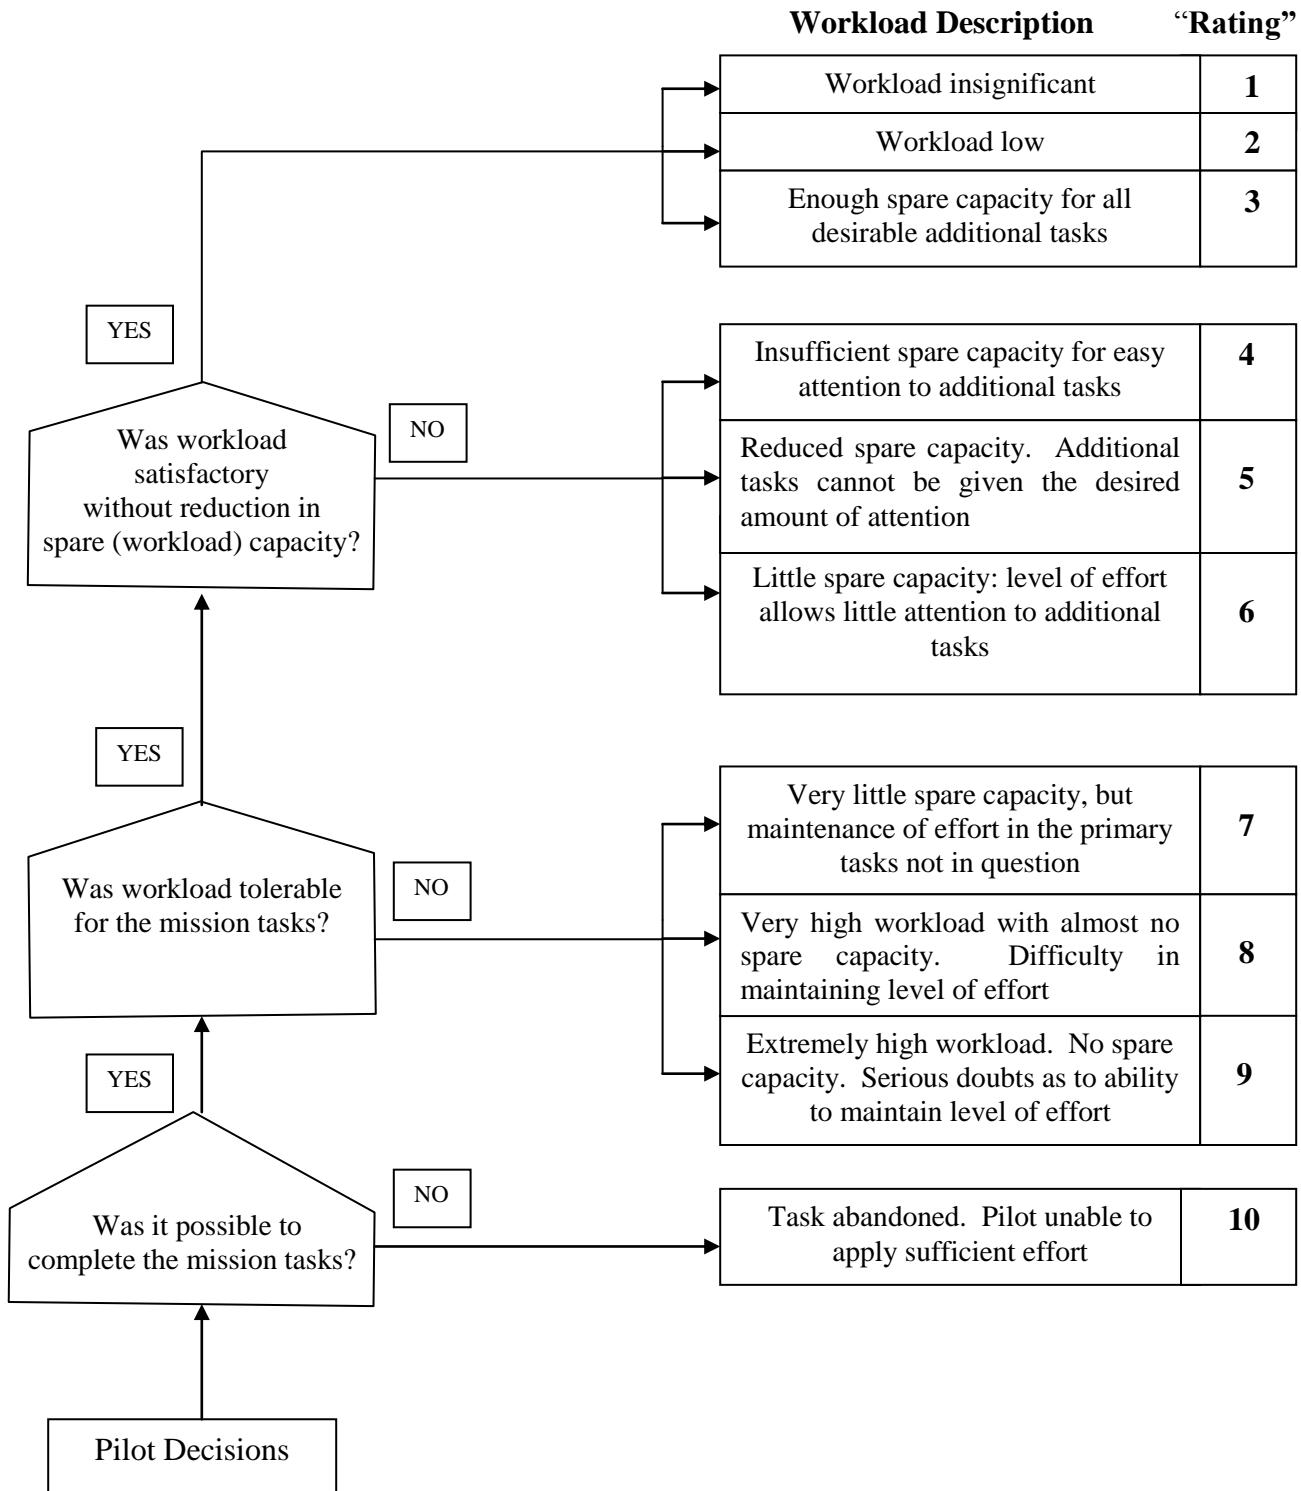 Workload Description “Rating”
Workload insignificant 1
Workload low 2
Enough spare capacity for all 3
desirable additional tasks
YES
Insufficient spare capacity for easy 4
attention to additional tasks
NO
Was workload
satisfactory
without reduction in
spare (workload) capacity?
Reduced spare capacity. Additional
tasks cannot be given the desired 5
amount of attention
Little spare capacity: level of effort
allows little attention to additional 6
tasks
YES
Very little spare capacity, but
maintenance of effort in the primary 7
tasks not in question
NO
Was workload tolerable
for the mission tasks?
Very high workload with almost no
spare capacity. Difficulty in 8
maintaining level of effort
Extremely high workload. No spare
capacity. Serious doubts as to ability 9
to maintain level of effort
YES
NO
Was it possible to
complete the mission tasks?
Task abandoned. Pilot unable to 10
apply sufficient effort
Pilot Decisions